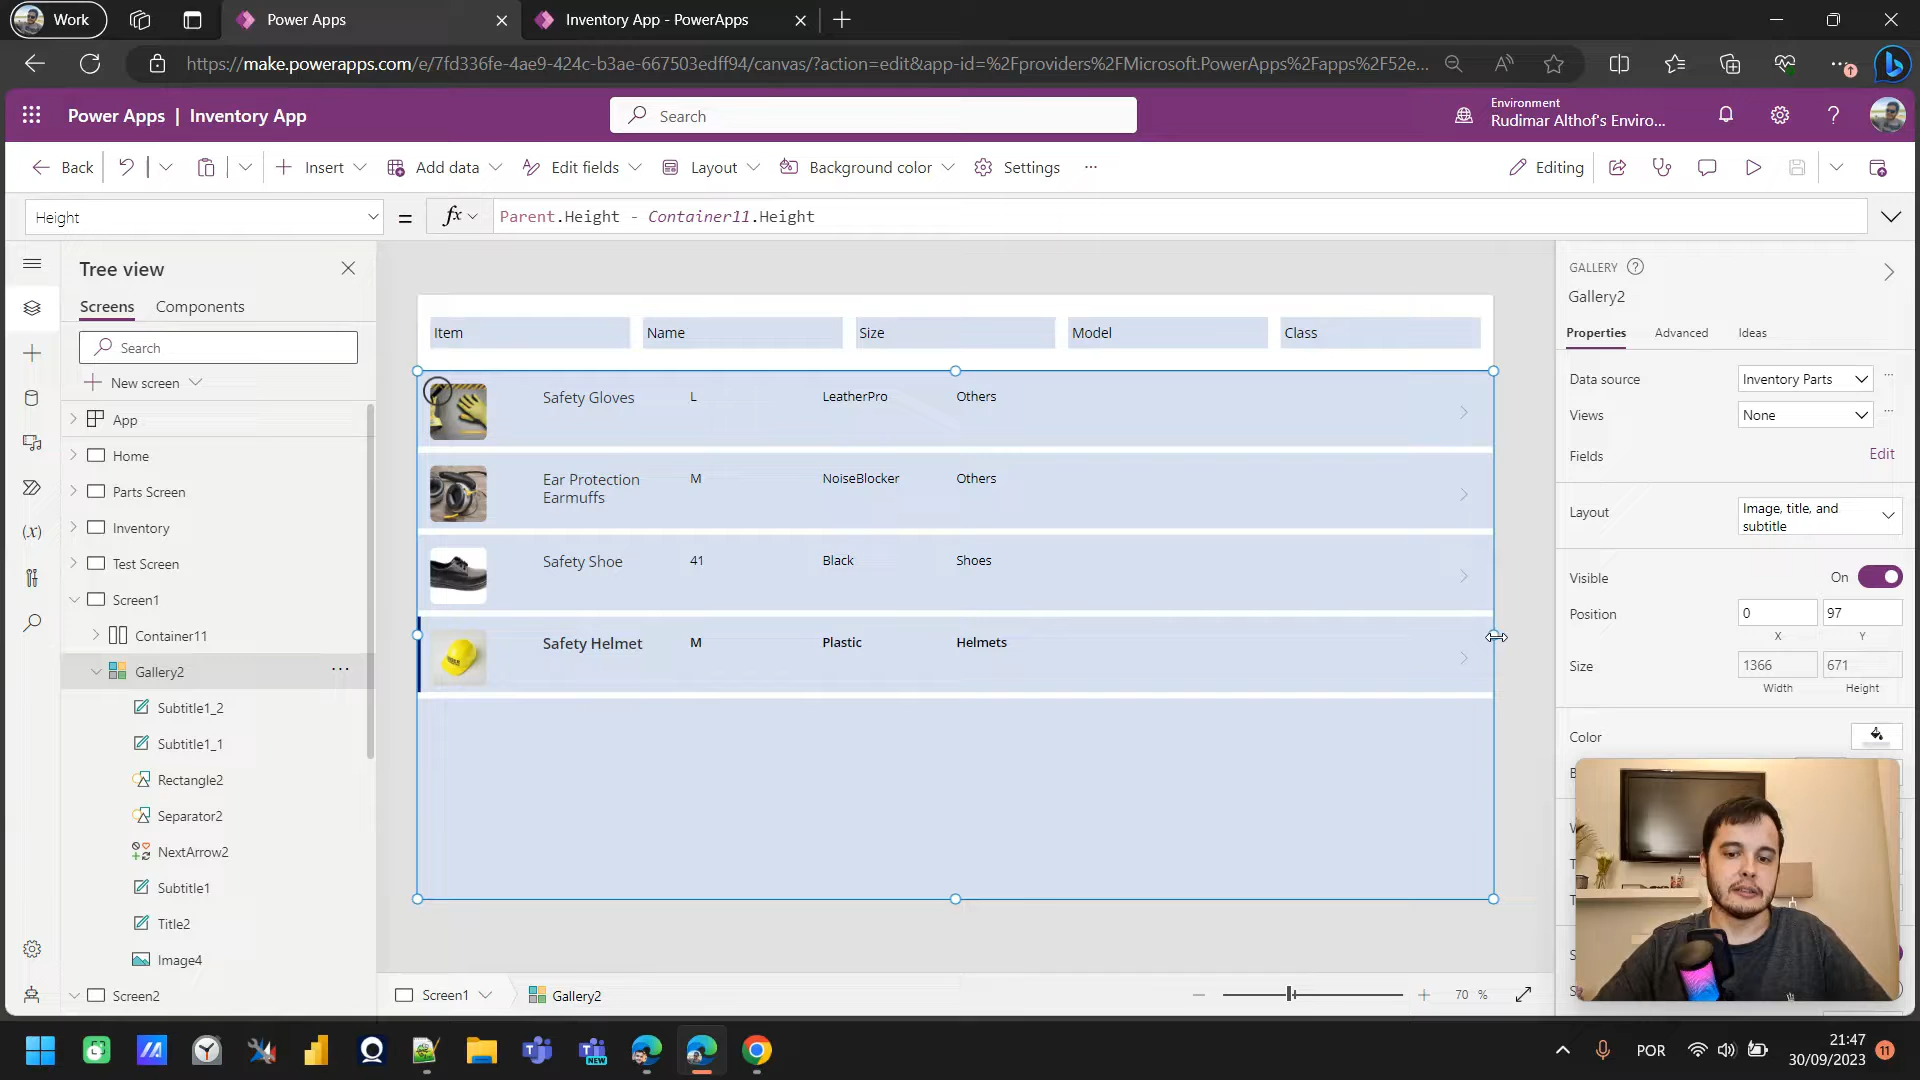 Work
Power Apps
Inventory App - PowerApps
https://make.powerapps.com/e/7fd336fe-4ae9-424c-b3ae-667503edff94/canvas/?action=edit&app-id=%2Fproviders%2FMicrosoft.PowerApps%2Fapps%2F52e...
Power Apps | Inventory App
Search
Environment
Rudimar Althof's Enviro...
Back
Insert
Add data
Edit fields
Layout
Background color
Settings
Editing
Height
=
fx
Parent.Height - Container11.Height
Tree view
Screens
Components
Search
New screen
App
Home
Parts Screen
Inventory
Test Screen
Screen1
Container11
Gallery2
Subtitle1_2
Subtitle1_1
Rectangle2
Separator2
NextArrow2
Subtitle1
Title2
Image4
Screen2
Item
Name
Size
Model
Class
Safety Gloves
L
LeatherPro
Others
Ear Protection
Earmuffs
M
NoiseBlocker
Others
Safety Shoe
41
Black
Shoes
Safety Helmet
M
Plastic
Helmets
Screen1
Gallery2
70 %
GALLERY
Gallery2
Properties
Advanced
Ideas
Data source
Inventory Parts
Views
None
Fields
Edit
Layout
Image, title, and
subtitle
Visible
On
Position
0
97
X
Y
Size
1366
671
Width
Height
Color
POR
21:47
30/09/2023
11